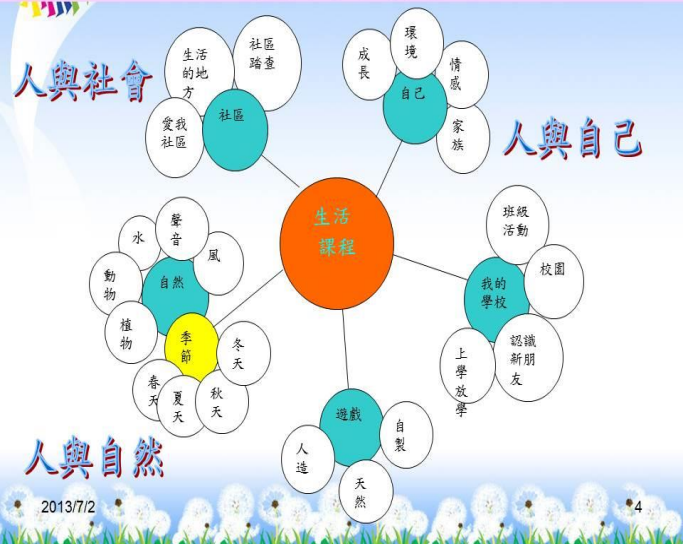 人與社會
生活
的地
方
社區
踏查
愛我
社區
社區
成
長
環
境
情
感
家
族
自己
人與自己
生活
課程
水
聲
音
風
動
物
自然
植
物
季
節
冬
天
春
天
夏
天
秋
天
人與自然
班級
活動
校園
我的
學校
認識
新朋
友
上
學
放
學
遊戲
自
製
人
造
天
然
2013/7/2
4